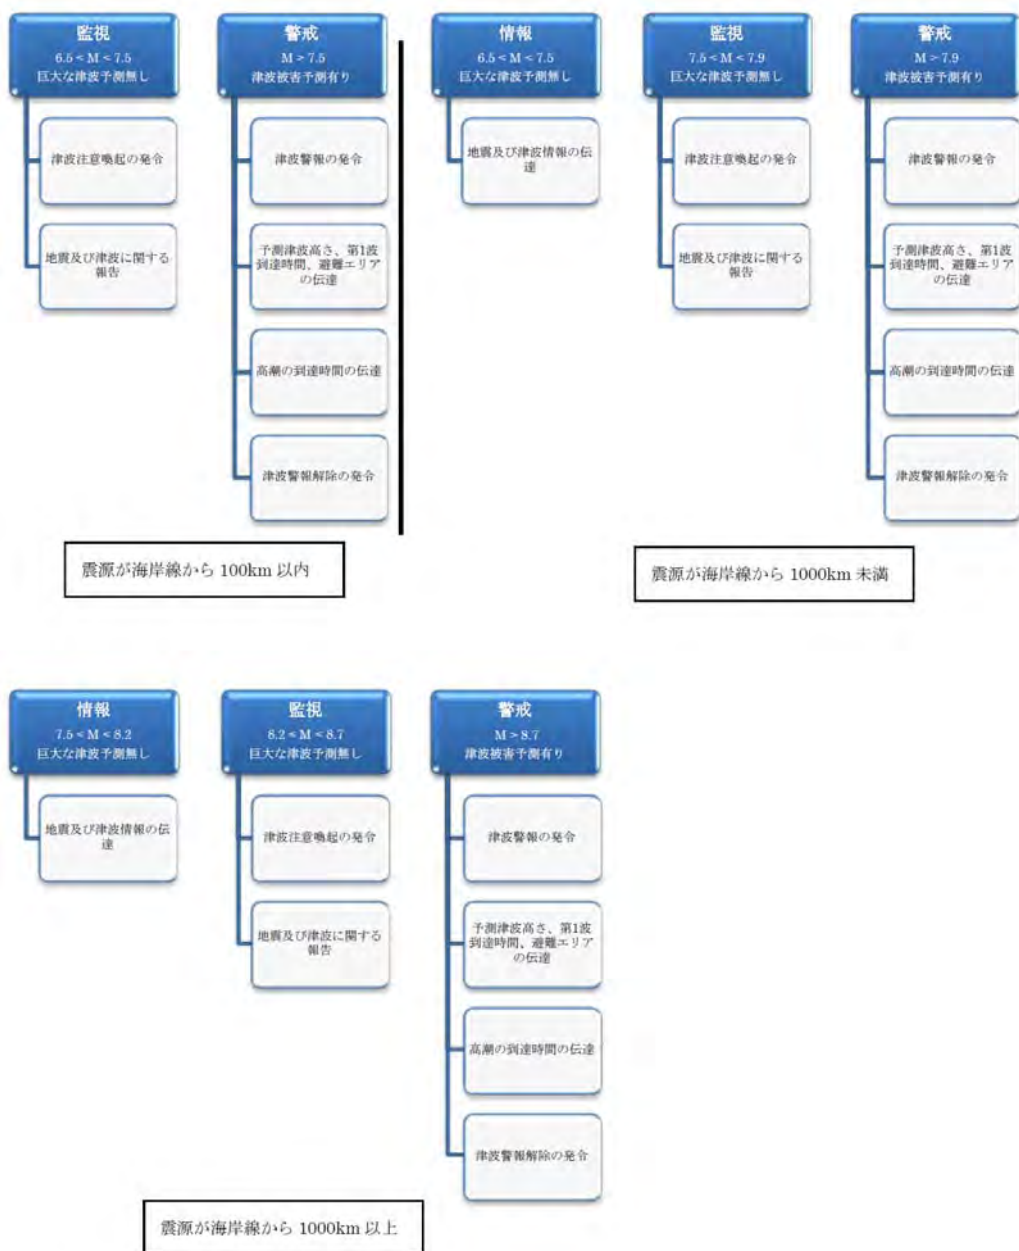 監視
6.5 < M < 7.5
巨大な津波予測無し
津波注意喚起の発令
地震及び津波に関する
報告
警戒
M > 7.5
津波被害予測有り
津波警報の発令
予測津波高さ、第1波
到達時間、避難エリア
の伝達
高潮の到達時間の伝達
津波警報解除の発令
震源が海岸線から 100km 以内
情報
6.5 < M < 7.5
巨大な津波予測無し
地震及び津波情報の伝
達
監視
7.5 < M < 7.9
巨大な津波予測無し
津波注意喚起の発令
地震及び津波に関する
報告
警戒
M > 7.9
津波被害予測有り
津波警報の発令
予測津波高さ、第1波
到達時間、避難エリア
の伝達
高潮の到達時間の伝達
津波警報解除の発令
震源が海岸線から 1000km 未満
情報
7.5 < M < 8.2
巨大な津波予測無し
地震及び津波情報の伝
達
監視
8.2 < M < 8.7
巨大な津波予測無し
津波注意喚起の発令
地震及び津波に関する
報告
警戒
M > 8.7
津波被害予測有り
津波警報の発令
予測津波高さ、第1波
到達時間、避難エリア
の伝達
高潮の到達時間の伝達
津波警報解除の発令
震源が海岸線から 1000km 以上